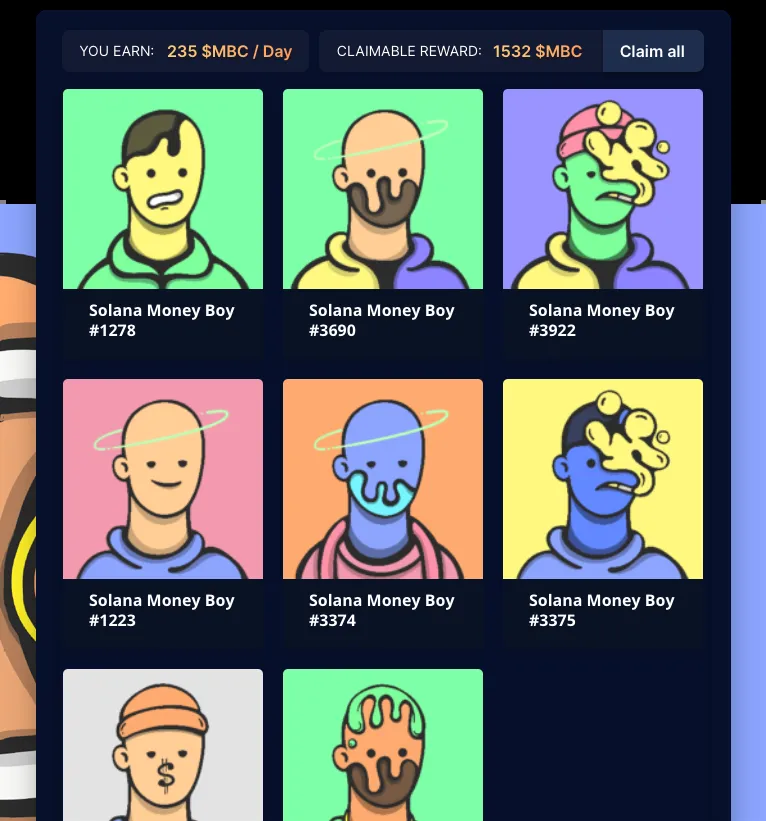 YOU EARN: 235 $MBC / Day
CLAIMABLE REWARD: 1532 $MBC
Claim all
Solana Money Boy
#1278
Solana Money Boy
#3690
Solana Money Boy
#3922
Solana Money Boy
#1223
Solana Money Boy
#3374
Solana Money Boy
#3375
$